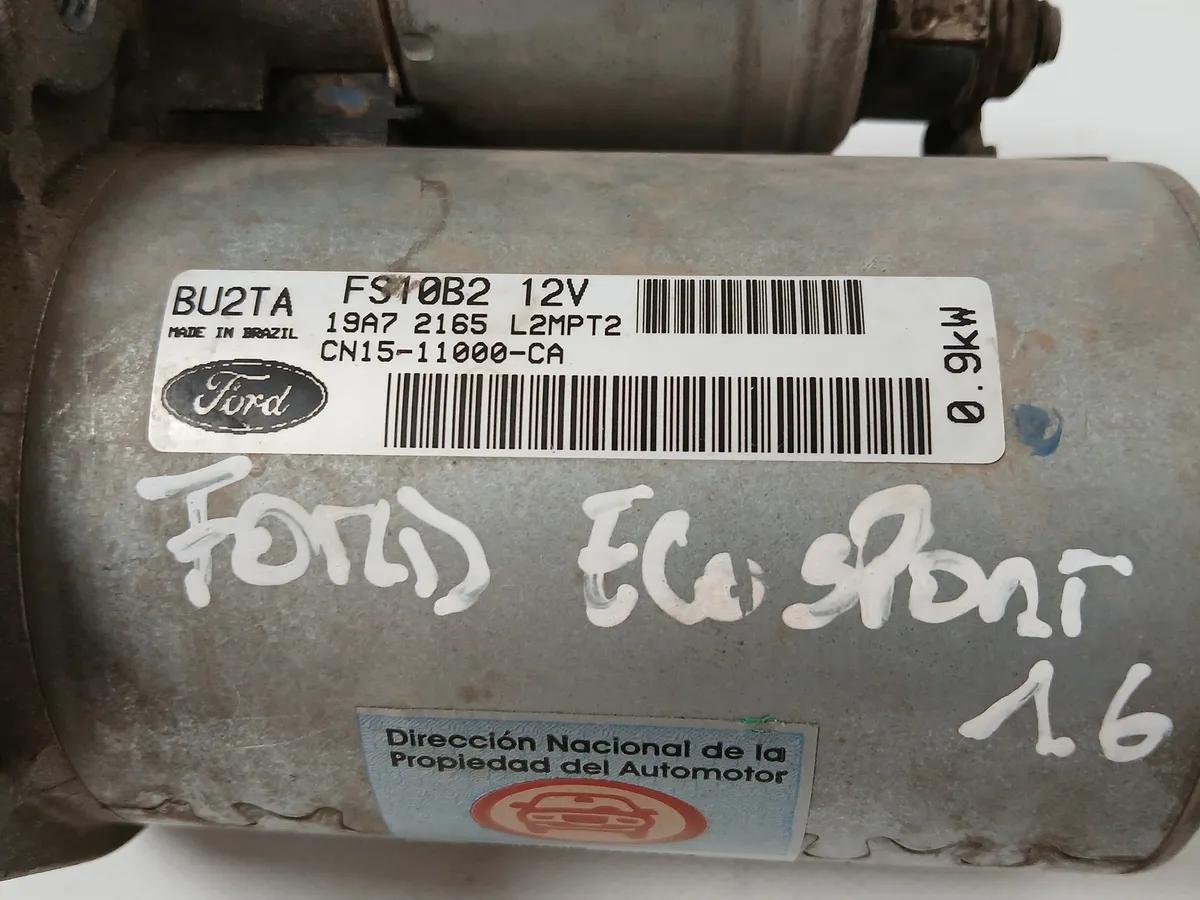 BU2TA
MADE IN BRAZIL
FS10B2 12V
19A7 2165 L2MPT2
CN15-11000-CA
Ford
0.9kW
FORD ECOSPORT
1.6
Dirección Nacional de la
Propiedad del Automotor